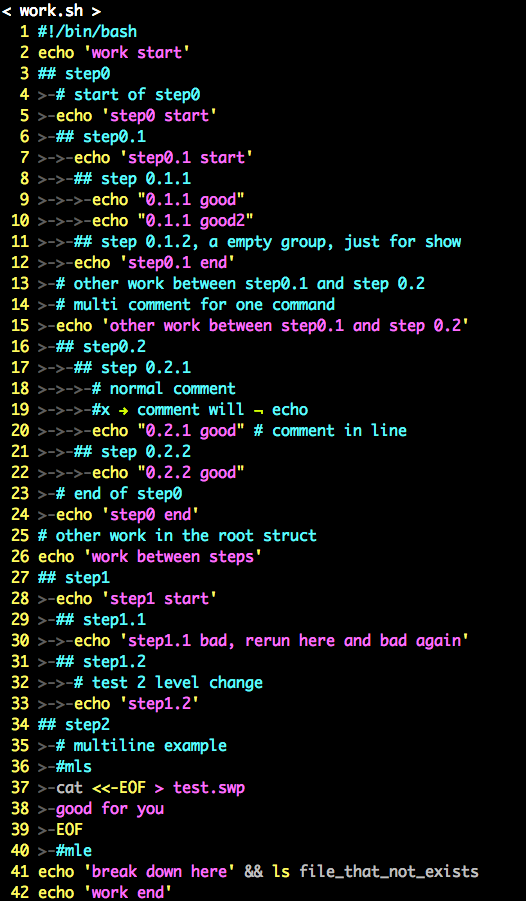 < work.sh >
1 #!/bin/bash
2 echo 'work start'
3 ## step0
4 >-# start of step0
5 >-echo 'step0 start'
6 >-## step0.1
7 >->-echo 'step0.1 start'
8 >->-## step 0.1.1
9 >->->-echo "0.1.1 good"
10 >->->-echo "0.1.1 good2"
11 >->-## step 0.1.2, a empty group, just for show
12 >->-echo 'step0.1 end'
13 >-# other work between step0.1 and step 0.2
14 >-# multi comment for one command
15 >-echo 'other work between step0.1 and step 0.2'
16 >-## step0.2
17 >->-## step 0.2.1
18 >->->-# normal comment
19 >->->-#x → comment will ¬ echo
20 >->->-echo "0.2.1 good" # comment in line
21 >->-## step 0.2.2
22 >->->-echo "0.2.2 good"
23 >-# end of step0
24 >-echo 'step0 end'
25 # other work in the root struct
26 echo 'work between steps'
27 ## step1
28 >-echo 'step1 start'
29 >-## step1.1
30 >->-echo 'step1.1 bad, rerun here and bad again'
31 >-## step1.2
32 >->-# test 2 level change
33 >->-echo 'step1.2'
34 ## step2
35 >-# multiline example
36 >-#mls
37 >-cat <<-EOF > test.swp
38 >-good for you
39 >-EOF
40 >-#mle
41 echo 'break down here' && ls file_that_not_exists
42 echo 'work end'